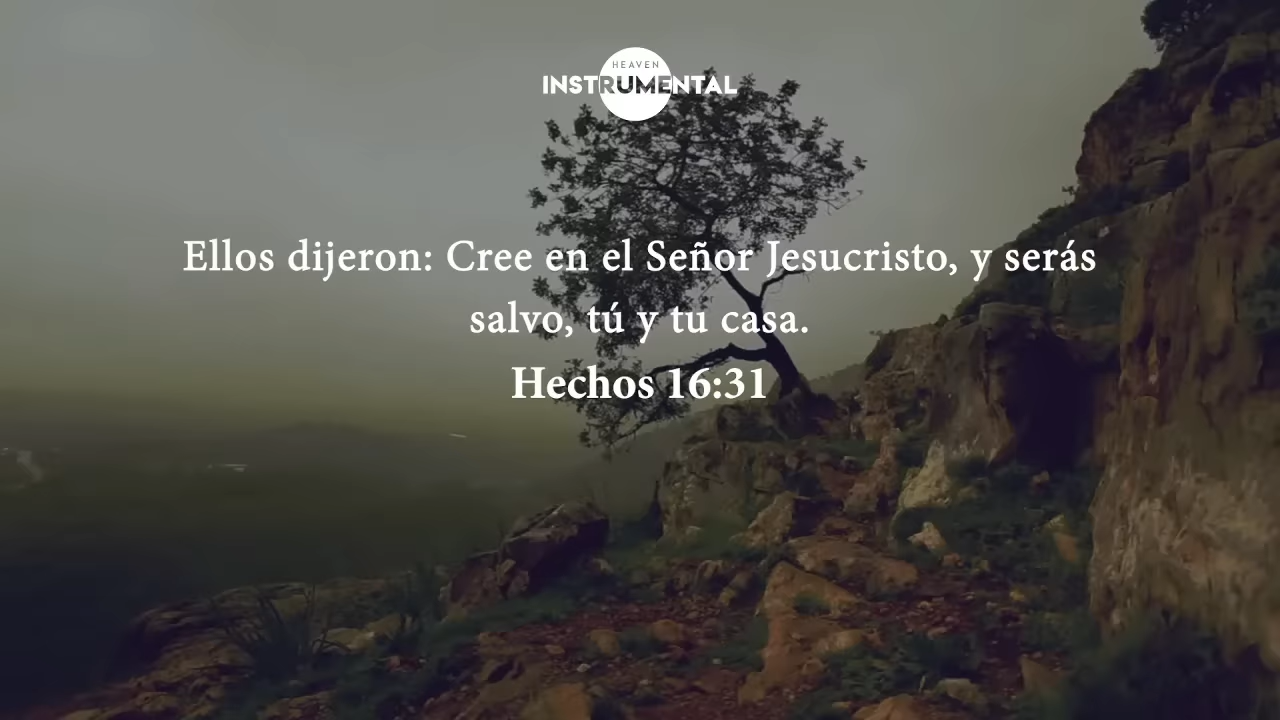 HEAVEN
INSTRUMENTAL
Ellos dijeron: Cree en el Señor Jesucristo, y serás
salvo, tú y tu casa.
Hechos 16:31